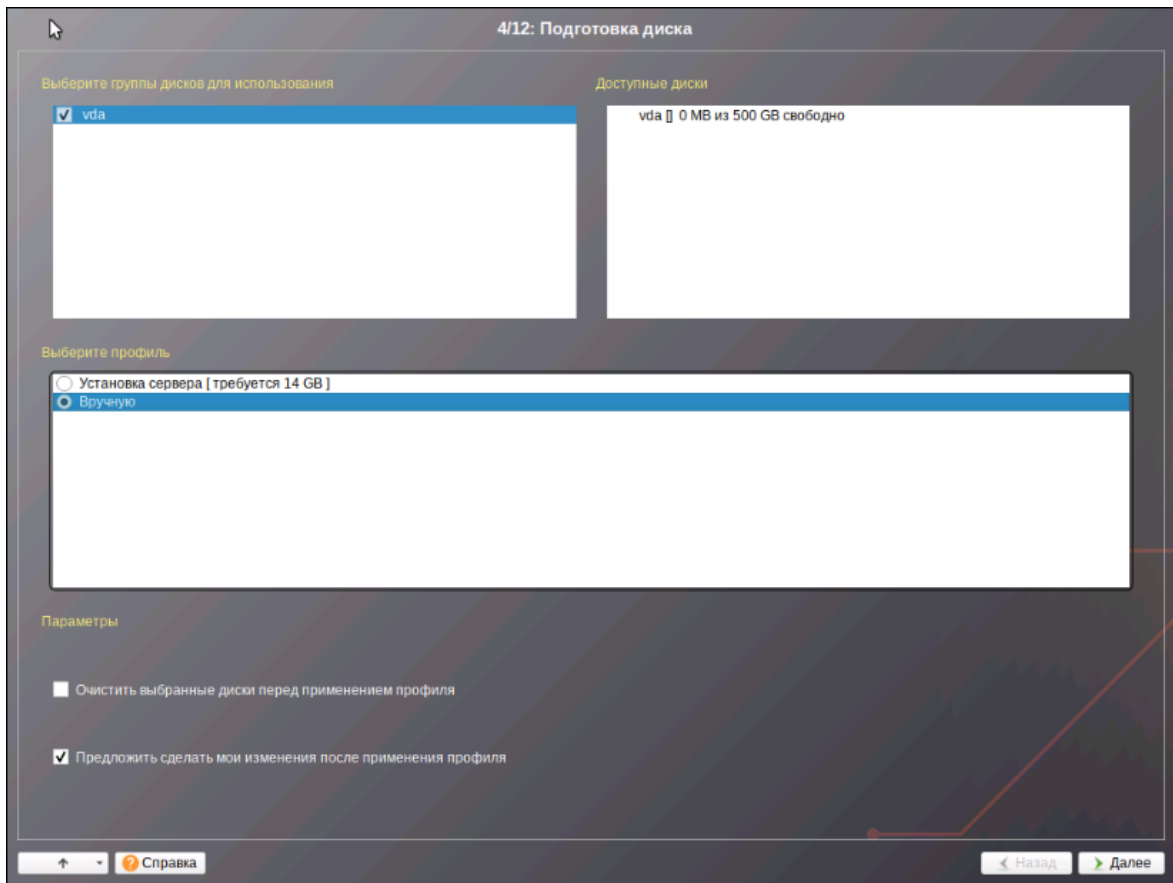 4/12: Подготовка диска
Выберите группы дисков для использования
Доступные диски
vda
vda [] 0 MB из 500 GB свободно
Выберите профиль
Установка сервера [ требуется 14 GB ]
Вручную
Параметры
Очистить выбранные диски перед применением профиля
Предложить сделать мои изменения после применения профиля
Справка
Назад
Далее